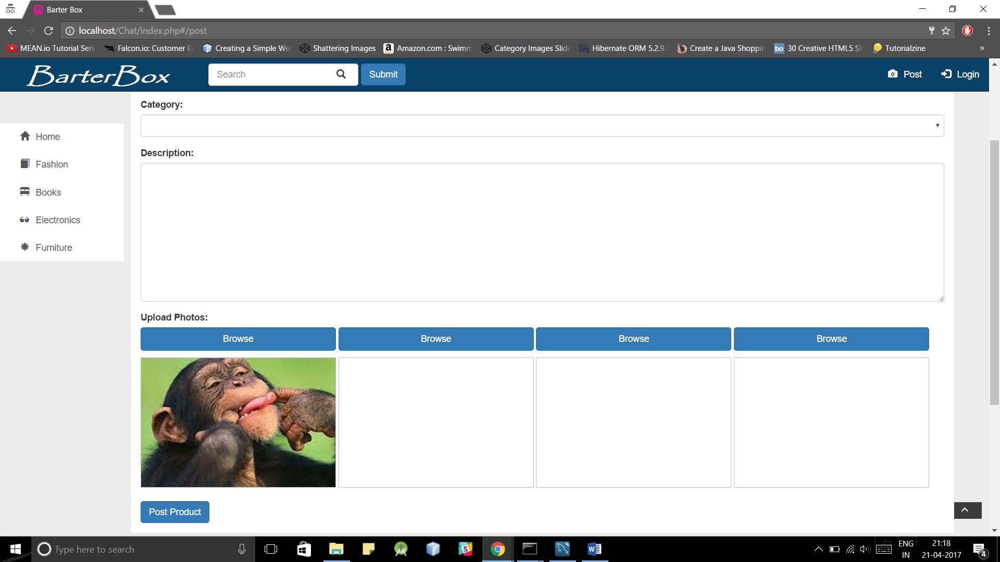 Barter Box
localhost/Chat/index.php#/post
MEAN.io Tutorial Seri
Falcon.io: Customer E
Creating a Simple We
Shattering Images
Amazon.com : Swimm
Category Images Slide
Hibernate ORM 5.2.9.
Create a Java Shoppin
bo 30 Creative HTML5 Si
Tutorialzine
»
BarterBox
Search
Submit
Post
Login
Home
Fashion
Books
Electronics
Furniture
Category:
Description:
Upload Photos:
Browse Browse Browse Browse
Post Product
Type here to search
ENG
IN
21:18
21-04-2017
4